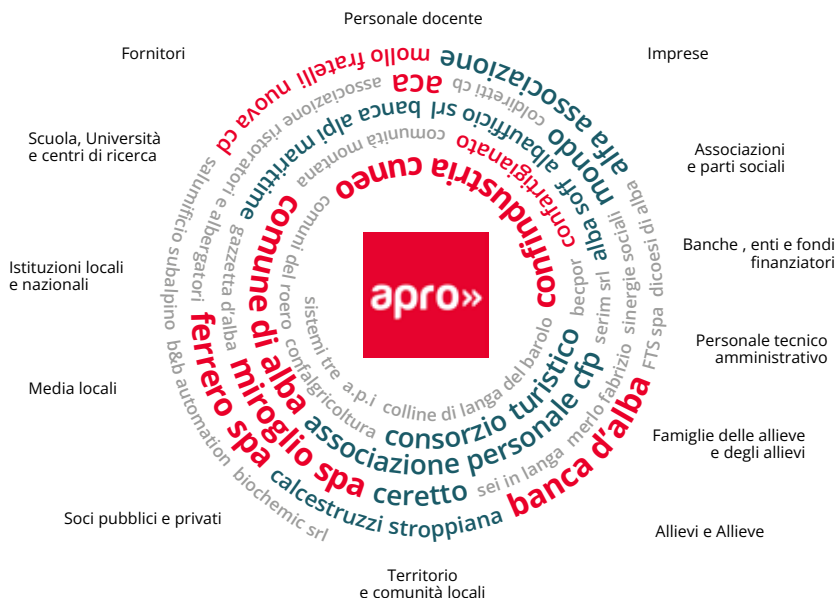 Personale docente
Fornitori
Imprese
Scuola, Università
e centri di ricerca
Associazioni
e parti sociali
Istituzioni locali
e nazionali
Banche , enti e fondi
finanziatori
Personale tecnico
amministrativo
Media locali
Famiglie delle allieve
e degli allievi
Soci pubblici e privati
Allievi e Allieve
Territorio
e comunità locali
apro»
confindustria cuneo
comuni del roero
comunità montana
confartigianato
becpor
sistemi tre
a.p.i
colline di langa del barolo
comune di alba
confalgricoltura
consorzio turistico
banca alpi marittime
albaufficio srl
alba soff
serim srl
gazzetta d'alba
miroglio spa
associazione personale cfp
associazione ristoratori e albergatori
aca
coldiretti cb
mondo
sinergie sociali
merlo fabrizio
sei in langa
ceretto
ferrero spa
salumificio subalpino
nuova cd
mollo fratelli
alfa associazione
dicoesi di alba
FTS spa
banca d'alba
calcestruzzi stroppiana
b&b automation
biochemic srl